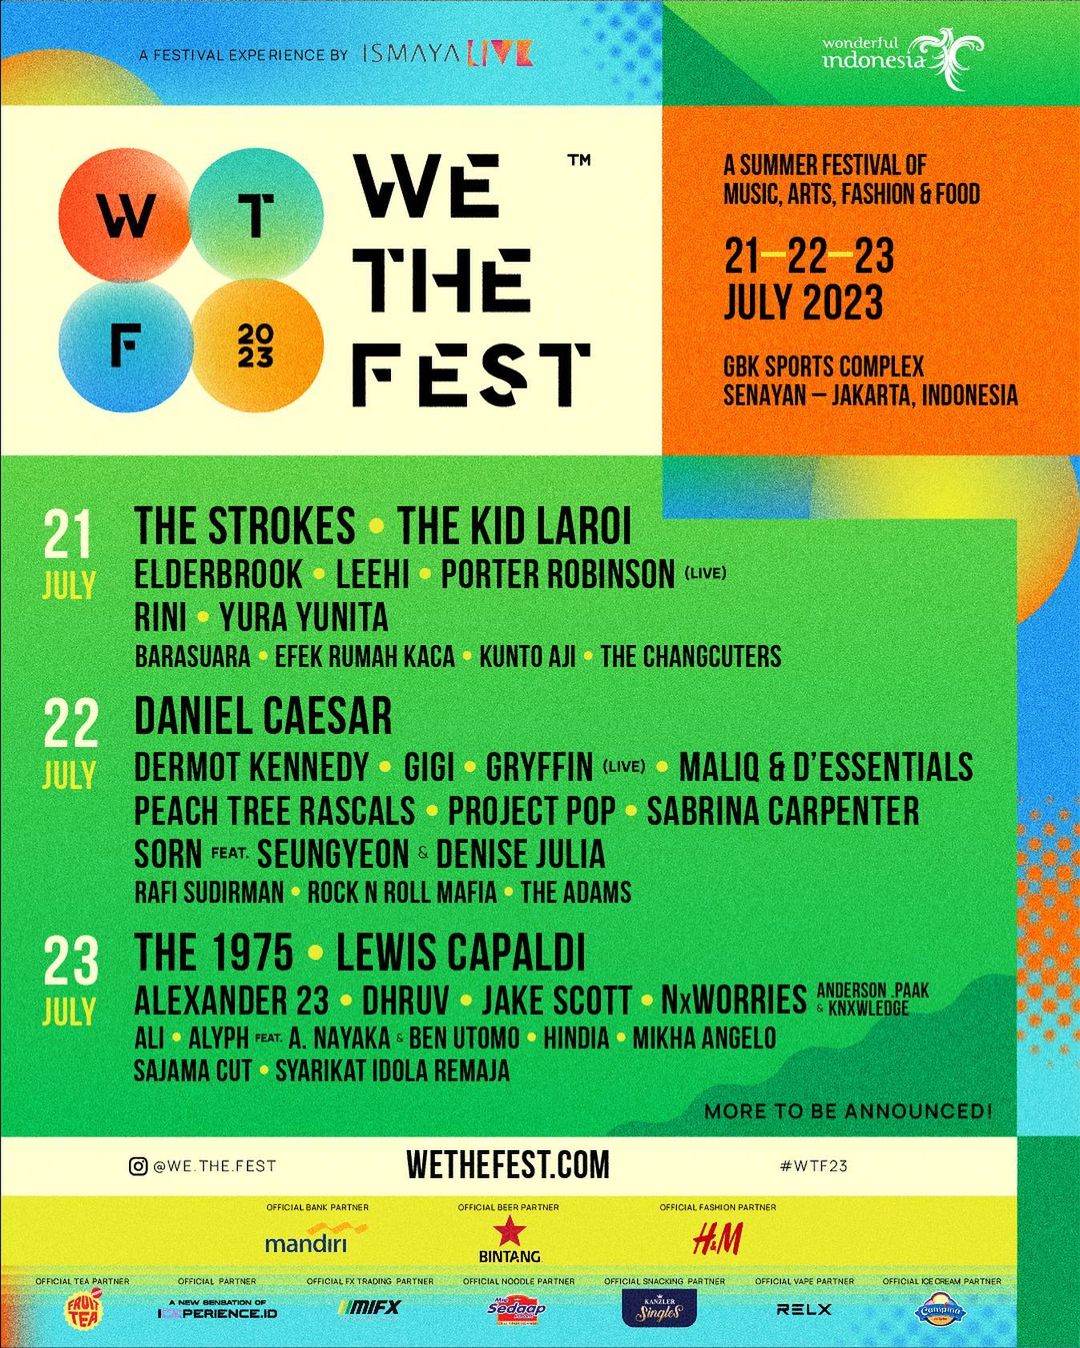 A FESTIVAL EXPERIENCE BY ISMAYA LIVE
wonderful
indonesia
W T
F 20
23
WE ™
THE
FEST
A SUMMER FESTIVAL OF
MUSIC, ARTS, FASHION & FOOD
21–22–23
JULY 2023
GBK SPORTS COMPLEX
SENAYAN – JAKARTA, INDONESIA
21
JULY
THE STROKES • THE KID LAROI
ELDERBROOK • LEEHI • PORTER ROBINSON (LIVE)
RINI • YURA YUNITA
BARASUARA • EFEK RUMAH KACA • KUNTO AJI • THE CHANGCUTERS
22
JULY
DANIEL CAESAR
DERMOT KENNEDY • GIGI • GRYFFIN (LIVE) • MALIQ & D'ESSENTIALS
PEACH TREE RASCALS • PROJECT POP • SABRINA CARPENTER
SORN FEAT. SEUNGYEON & DENISE JULIA
RAFI SUDIRMAN • ROCK N ROLL MAFIA • THE ADAMS
23
JULY
THE 1975 • LEWIS CAPALDI
ALEXANDER 23 • DHRUV • JAKE SCOTT • NxWORRIES ANDERSON .PAAK
& KNXWLEDGE
ALI • ALYPH FEAT. A. NAYAKA & BEN UTOMO • HINDIA • MIKHA ANGELO
SAJAMA CUT • SYARIKAT IDOLA REMAJA
MORE TO BE ANNOUNCED!
@WE.THE.FEST WETHEFEST.COM #WTF23
OFFICIAL BANK PARTNER OFFICIAL BEER PARTNER OFFICIAL FASHION PARTNER
mandiri BINTANG H&M
OFFICIAL TEA PARTNER OFFICIAL PARTNER OFFICIAL FX TRADING PARTNER OFFICIAL NOODLE PARTNER OFFICIAL SNACKING PARTNER OFFICIAL VAPE PARTNER OFFICIAL ICE CREAM PARTNER
FRUIT
TEA
A NEW SENSATION OF
IDEPERIENCE.ID
MIFX
Mie
Sedaap
KANZLER
Singles
RELX
Campina